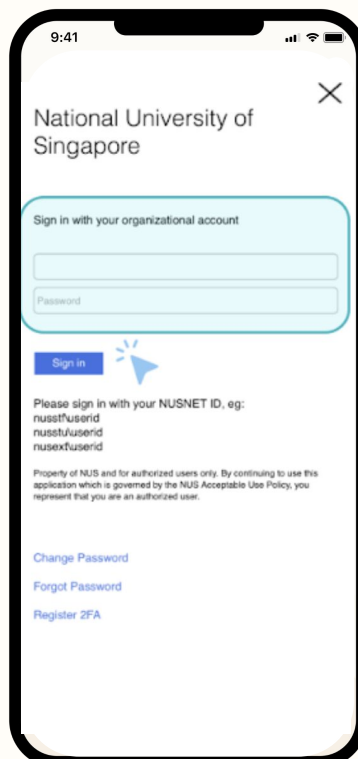 9:41
National University of
Singapore
Sign in with your organizational account
Password
Sign in
Please sign in with your NUSNET ID, eg:
nusstf\userid
nusstu\userid
nusext\userid
Property of NUS and for authorized users only. By continuing to use this
application which is governed by the NUS Acceptable Use Policy, you
represent that you are an authorized user.
Change Password
Forgot Password
Register 2FA